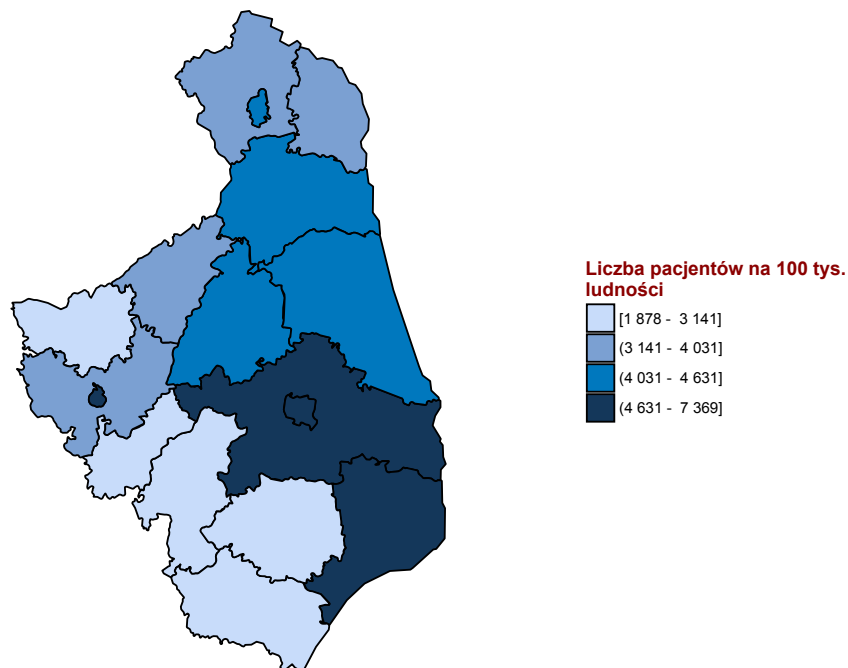 Liczba pacjentów na 100 tys.
ludności
[1 878 - 3 141]
(3 141 - 4 031]
(4 031 - 4 631]
(4 631 - 7 369]